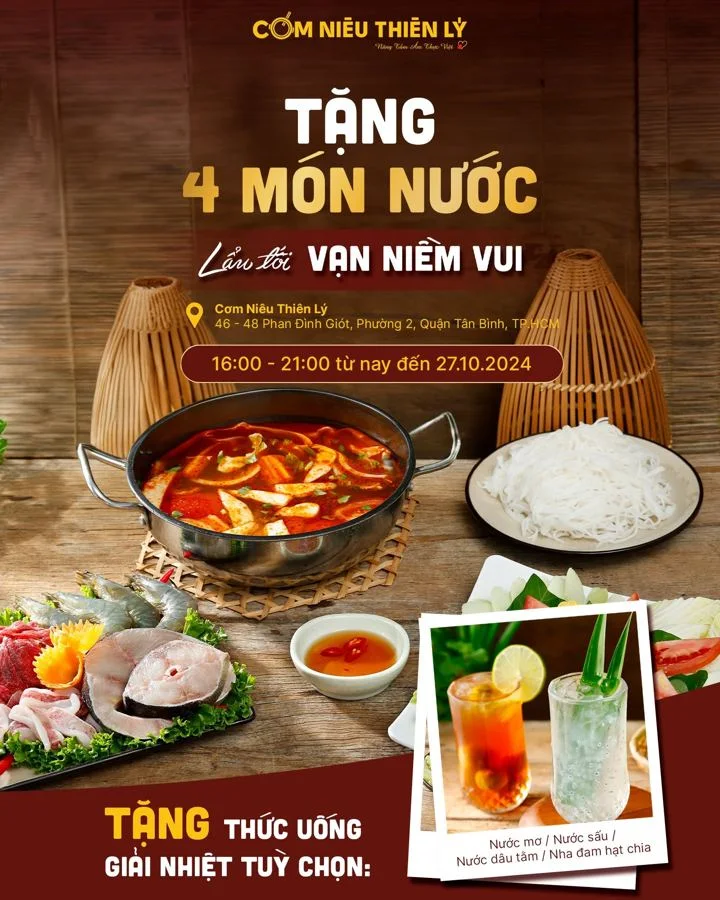 CƠM NIÊU THIÊN LÝ
Nâng Tầm Ẩm Thực Việt
TẶNG
4 MÓN NƯỚC
Lẩu tối VẠN NIỀM VUI
Cơm Niêu Thiên Lý
46 - 48 Phan Đình Giót, Phường 2, Quận Tân Bình, TP.HCM
16:00 - 21:00 từ nay đến 27.10.2024
TẶNG THỨC UỐNG
GIẢI NHIỆT TUỲ CHỌN:
Nước mơ / Nước sấu /
Nước dâu tằm / Nha đam hạt chia